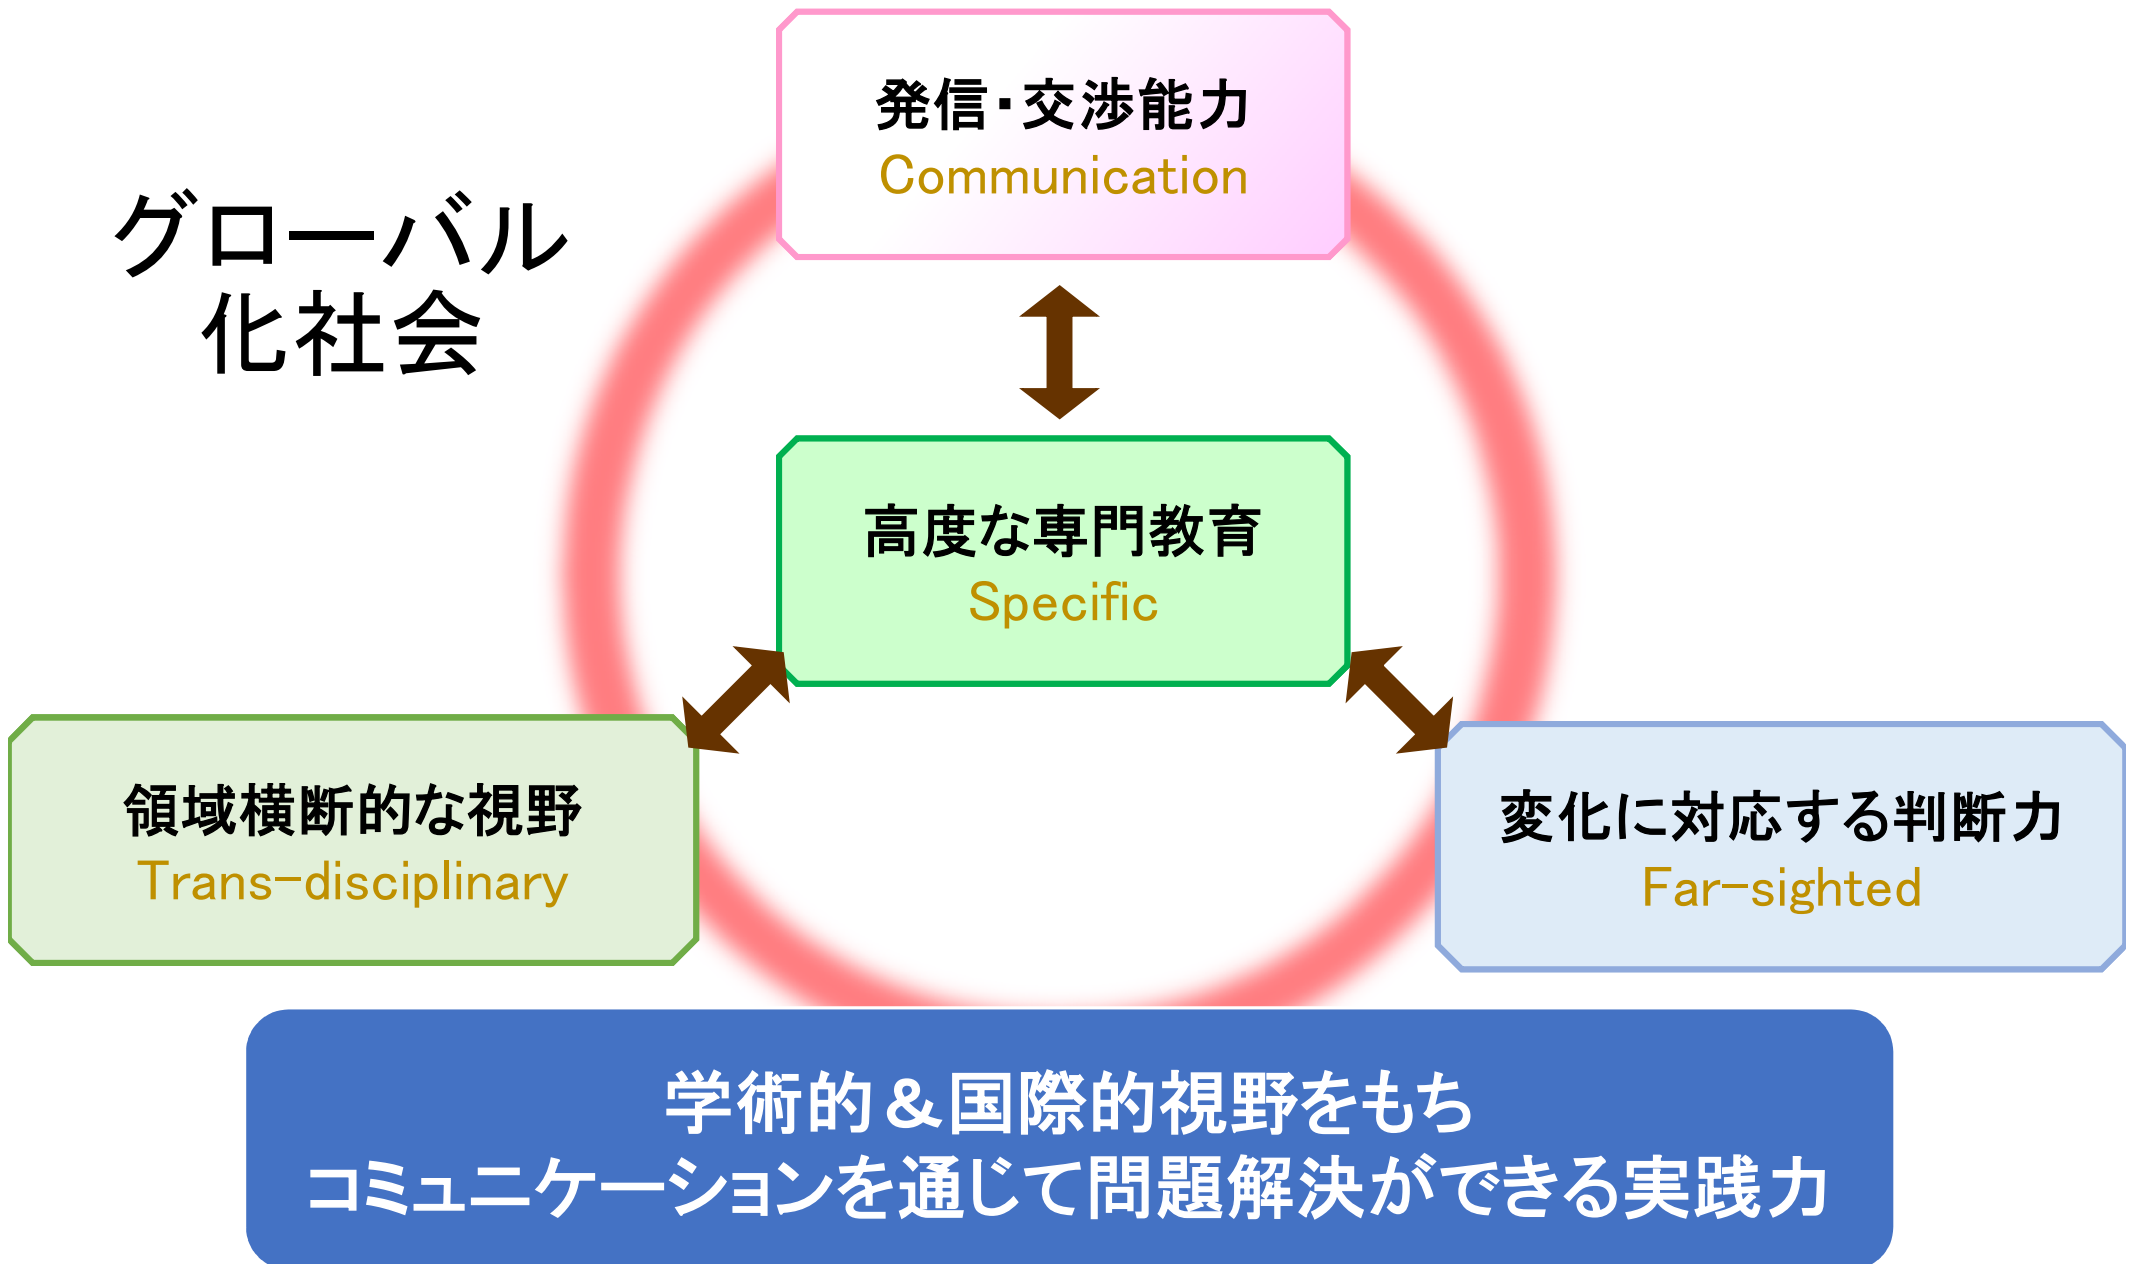 発信・交渉能力
Communication
グローバル
化社会
高度な専門教育
Specific
領域横断的な視野
Trans-disciplinary
変化に対応する判断力
Far-sighted
学術的&国際的視野をもち
コミュニケーションを通じて問題解決ができる実践力